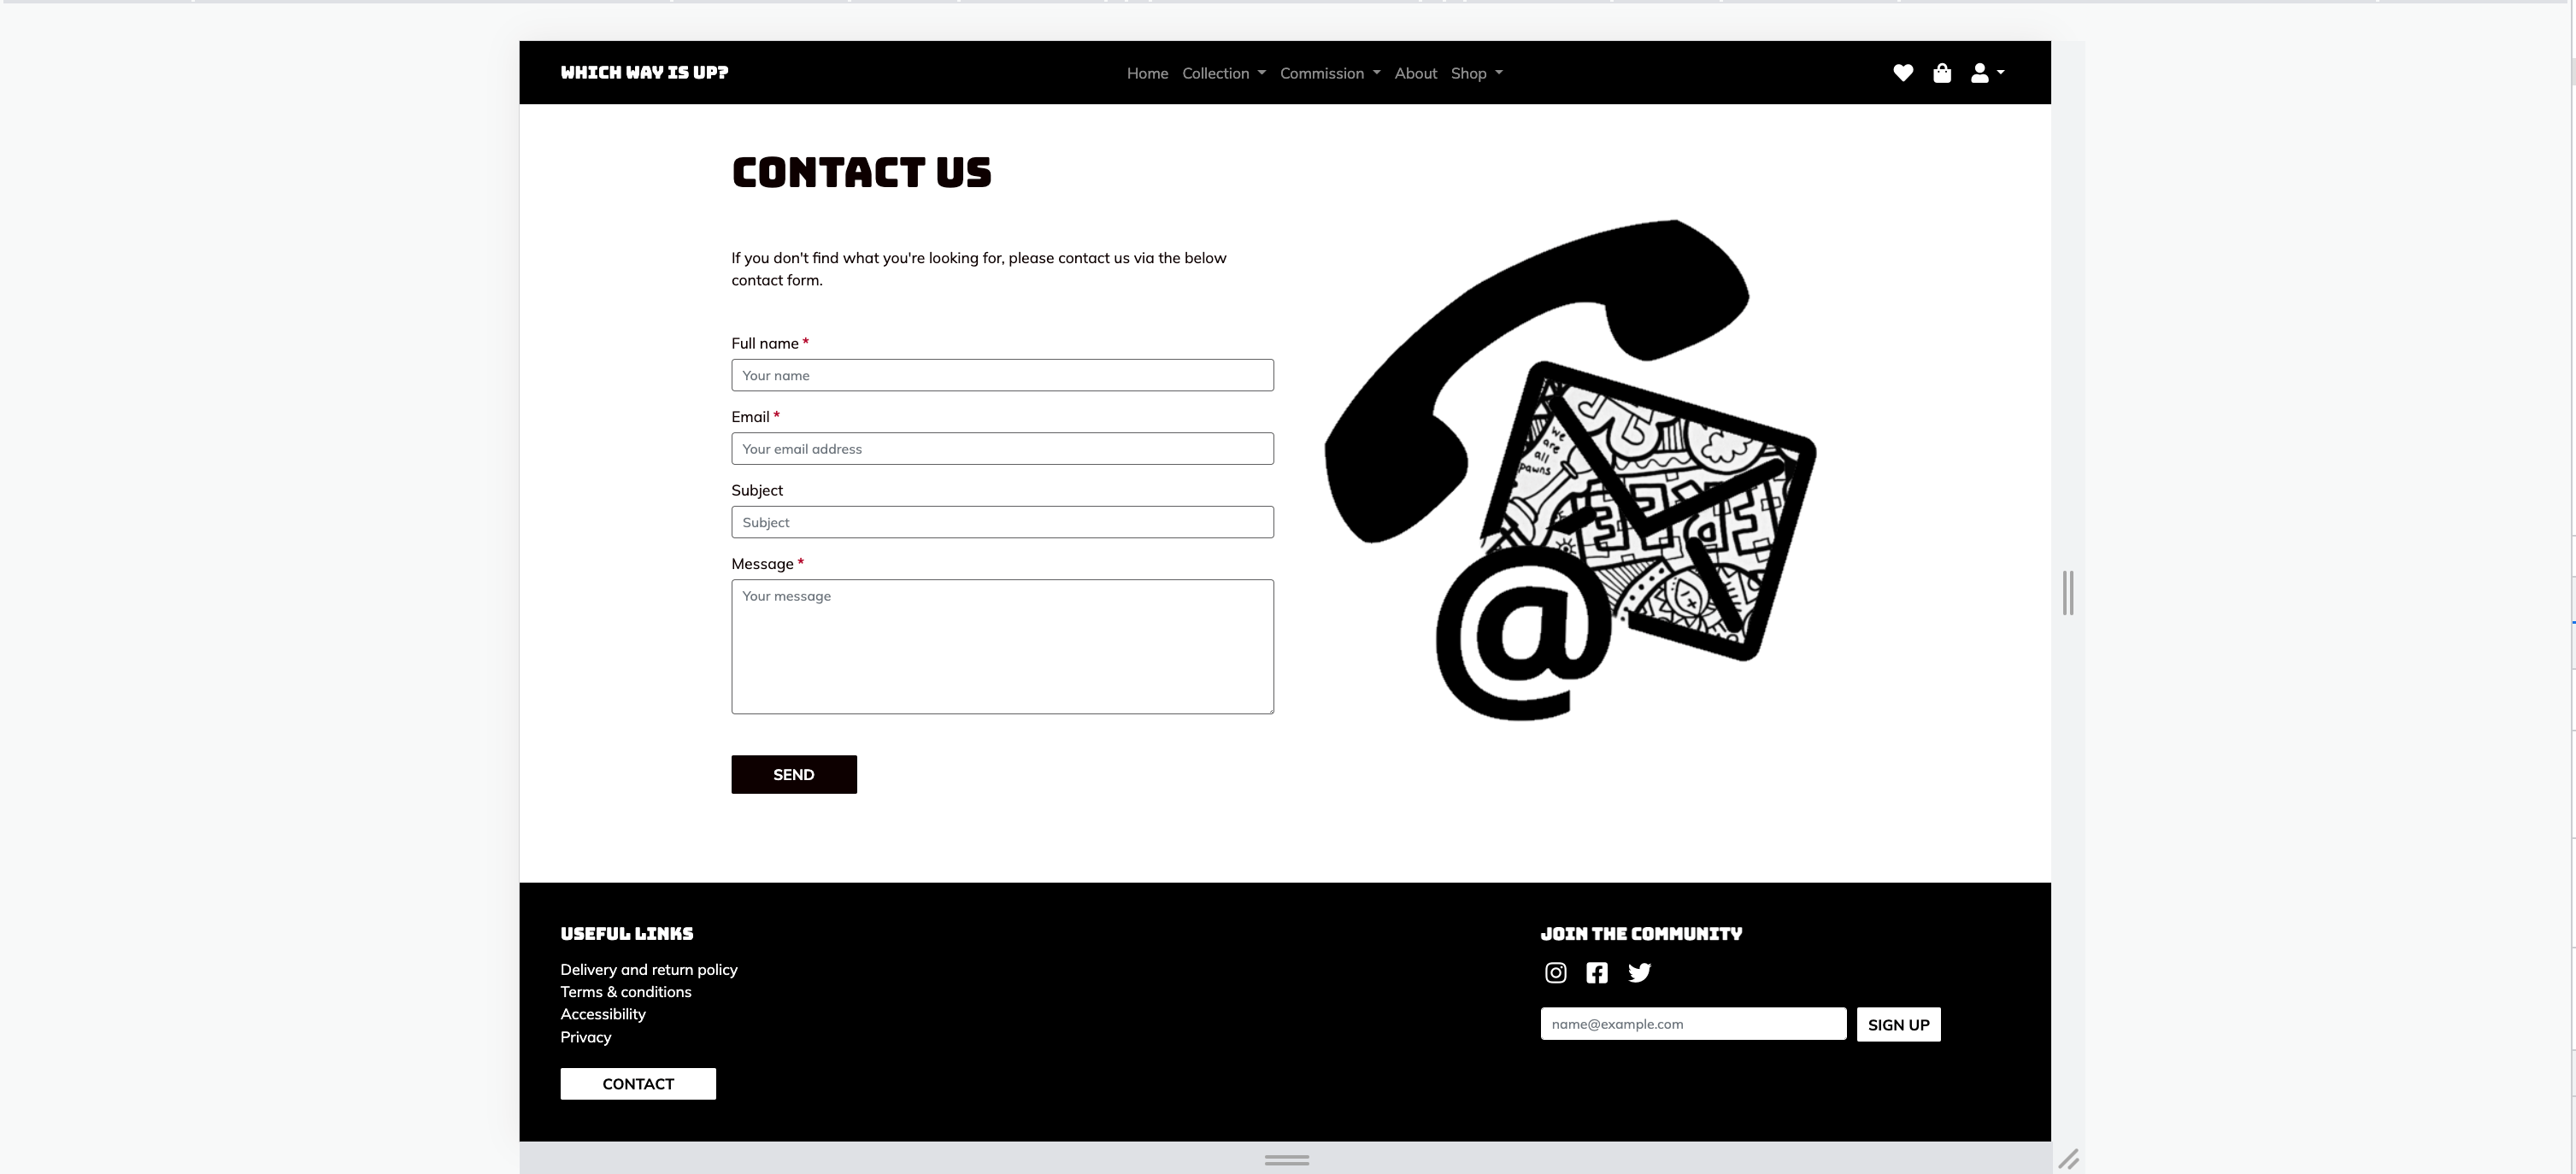 WHICH WAY IS UP?
Home Collection Commission About Shop
CONTACT US
If you don't find what you're looking for, please contact us via the below
contact form.
Full name *
Your name
Email *
Your email address
Subject
Subject
Message *
Your message
SEND
we
are
all
pawns
@
USEFUL LINKS
Delivery and return policy
Terms & conditions
Accessibility
Privacy
CONTACT
JOIN THE COMMUNITY
name@example.com
SIGN UP